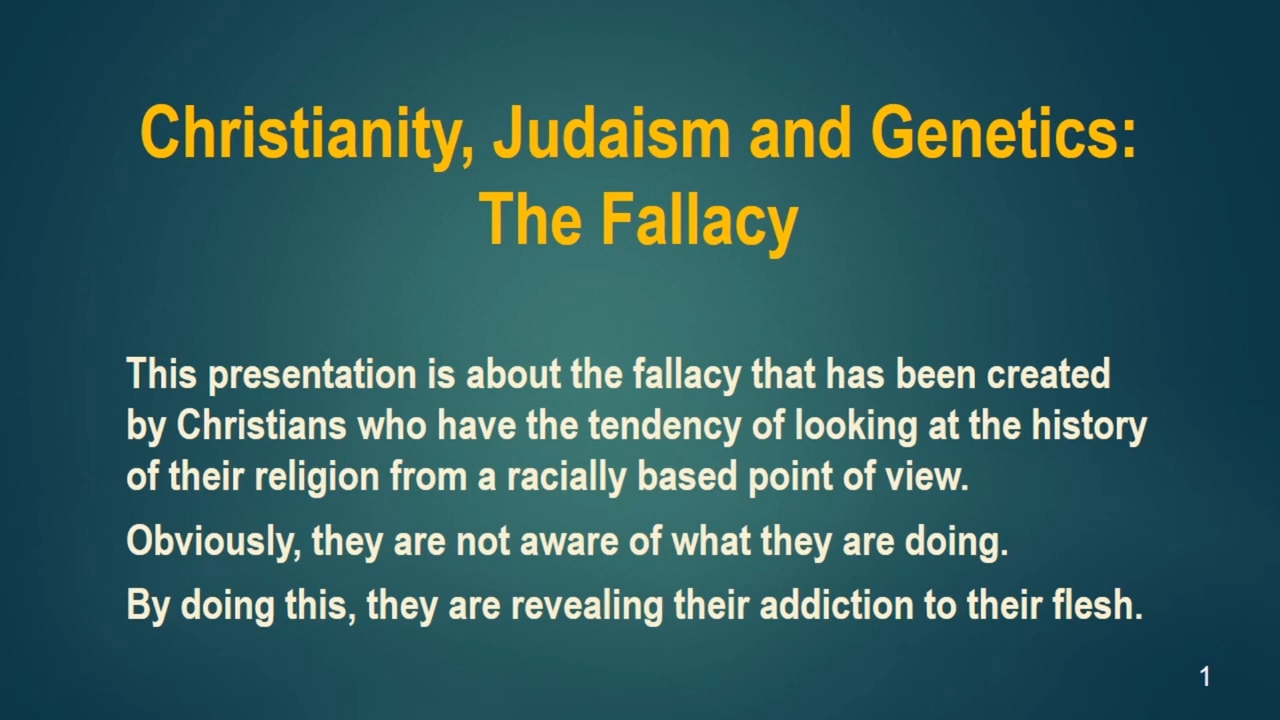 Christianity, Judaism and Genetics:
The Fallacy
This presentation is about the fallacy that has been created
by Christians who have the tendency of looking at the history
of their religion from a racially based point of view.
Obviously, they are not aware of what they are doing.
By doing this, they are revealing their addiction to their flesh.
1